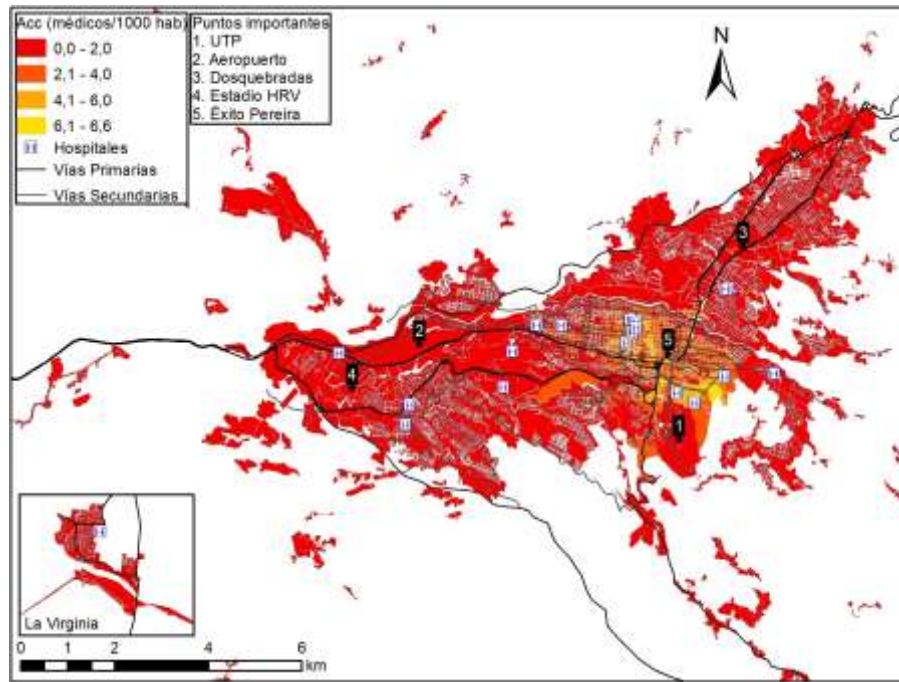 Acc (médicos/1000 hab)
0,0 - 2,0
2,1 - 4,0
4,1 - 6,0
6,1 - 6,6
H Hospitales
Vías Primarias
Vías Secundarias
Puntos importantes
1. UTP
2. Aeropuerto
3. Dosquebradas
4. Estadio HRV
5. Éxito Pereira
N
3
2
5
4
1
La Virginia
0 1 2 4 6
km